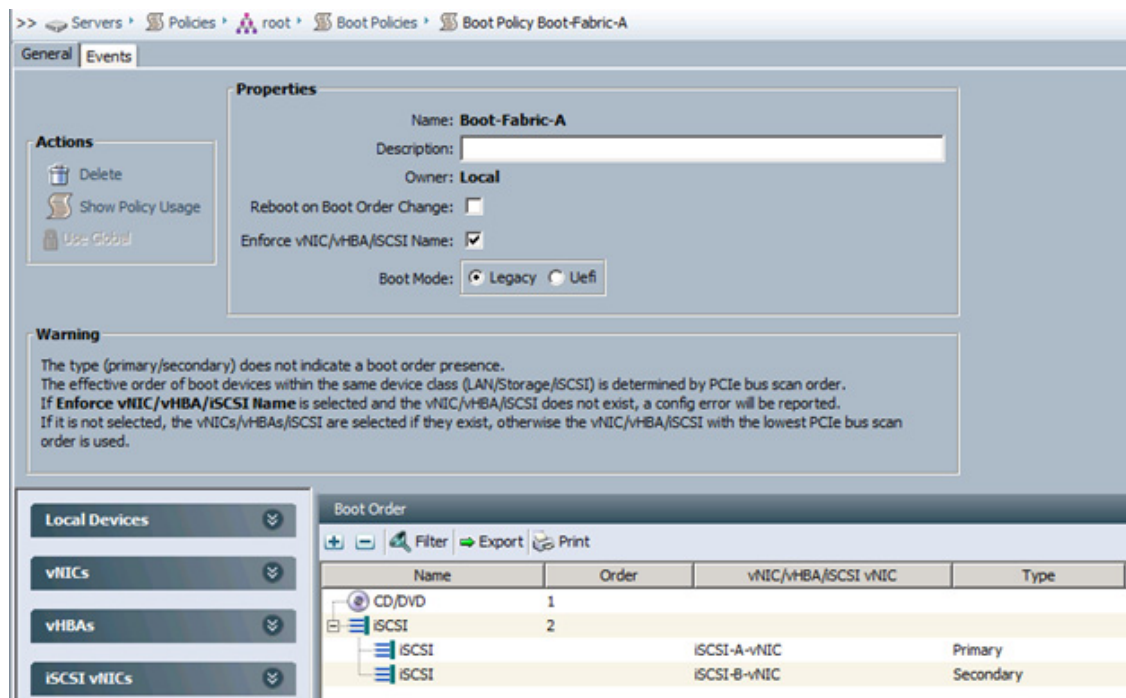 >> Servers Policies root Boot Policies Boot Policy Boot-Fabric-A
General Events
Properties
Name: Boot-Fabric-A
Description:
Owner: Local
Reboot on Boot Order Change:
Enforce vNIC/vHBA/iSCSI Name:
Boot Mode: Legacy Uefi
Actions
Delete
Show Policy Usage
Use Global
Warning
The type (primary/secondary) does not indicate a boot order presence.
The effective order of boot devices within the same device class (LAN/Storage/iSCSI) is determined by PCIe bus scan order.
If Enforce vNIC/vHBA/iSCSI Name is selected and the vNIC/vHBA/iSCSI does not exist, a config error will be reported.
If it is not selected, the vNICs/vHBAs/iSCSI are selected if they exist, otherwise the vNIC/vHBA/iSCSI with the lowest PCIe bus scan
order is used.
Local Devices
vNICs
vHBAs
iSCSI vNICs
Boot Order
Filter Export Print
Name Order vNIC/vHBA/iSCSI vNIC Type
CD/DVD 1
iSCSI 2
iSCSI iSCSI-A-vNIC Primary
iSCSI iSCSI-B-vNIC Secondary